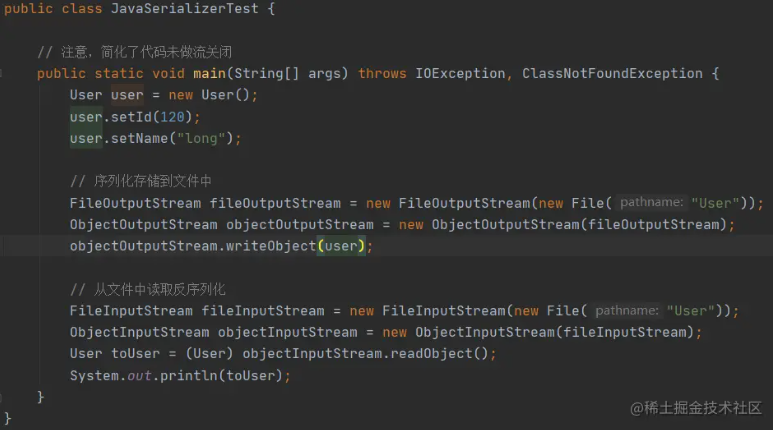 public class JavaSerializerTest {
// 注意，简化了代码未做流关闭
public static void main(String[] args) throws IOException, ClassNotFoundException {
User user = new User();
user.setId(120);
user.setName("long");
// 序列化存储到文件中
FileOutputStream fileOutputStream = new FileOutputStream(new File( pathname: "User"));
ObjectOutputStream objectOutputStream = new ObjectOutputStream(fileOutputStream);
objectOutputStream.writeObject(user);
// 从文件中读取反序列化
FileInputStream fileInputStream = new FileInputStream(new File( pathname: "User"));
ObjectInputStream objectInputStream = new ObjectInputStream(fileInputStream);
User toUser = (User) objectInputStream.readObject();
System.out.println(toUser);
}
}
@稀土掘金技术社区